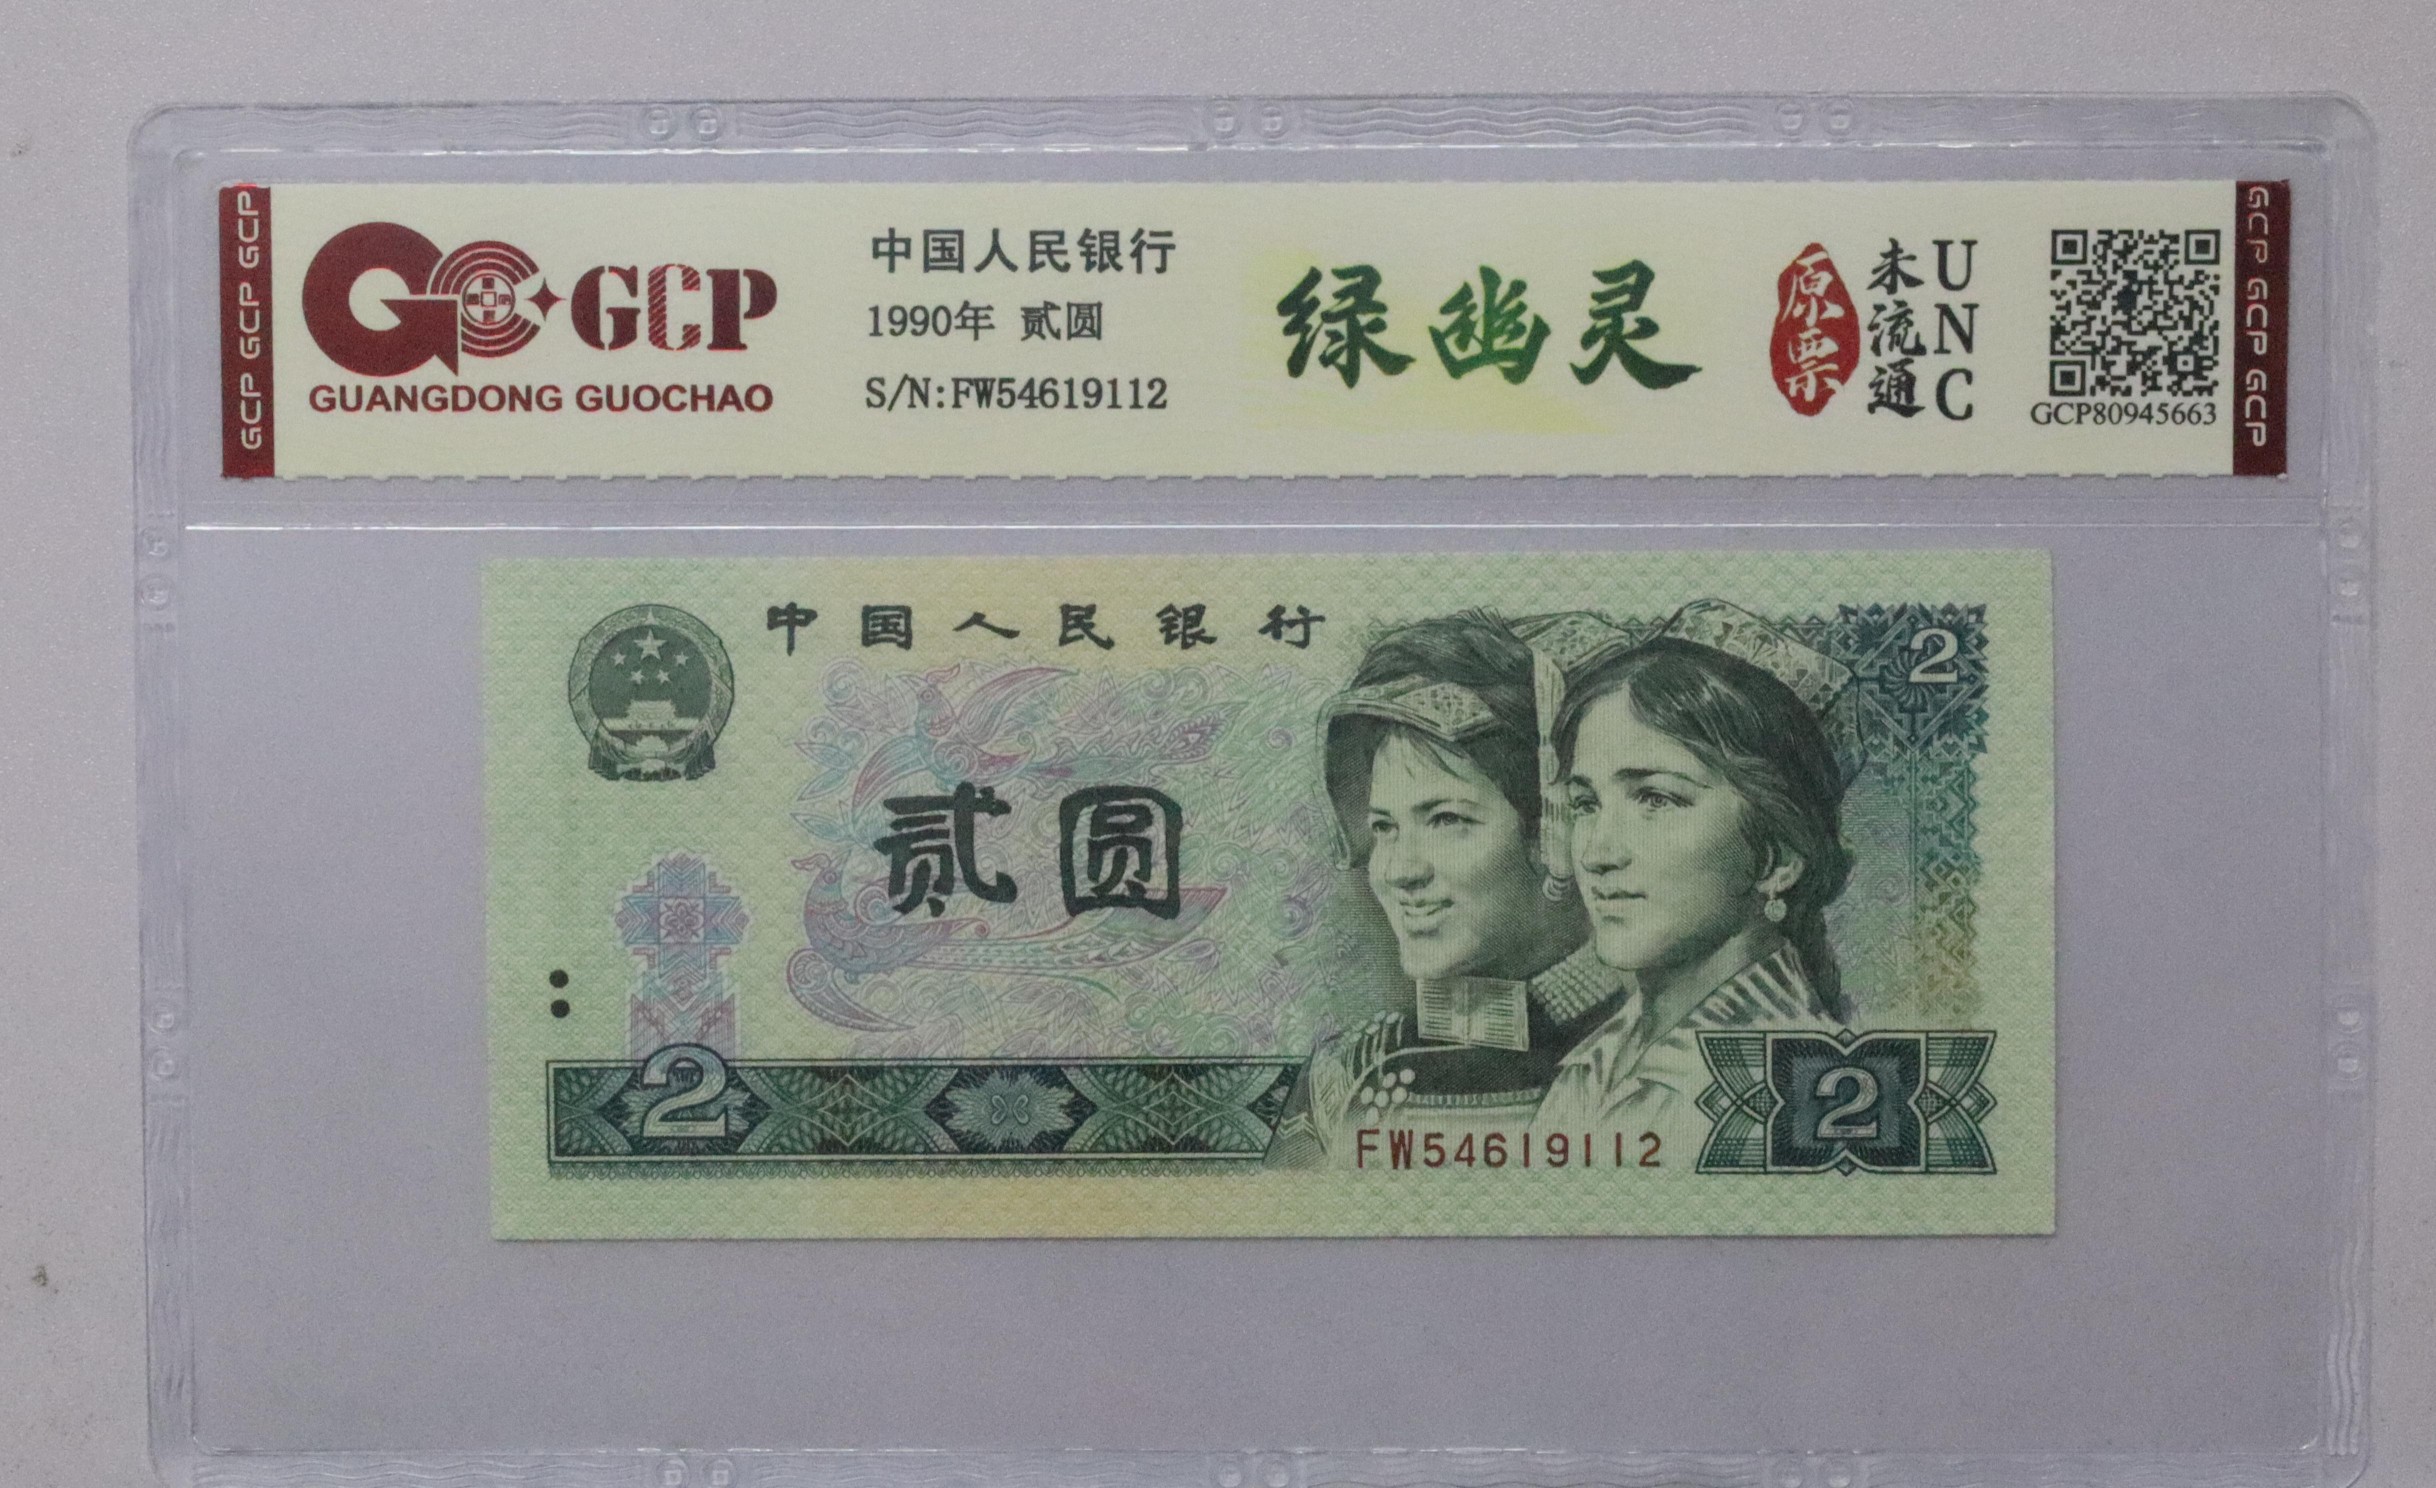 GCP GCP GCP
GCP
GUANGDONG GUOCHAO
中国人民银行
1990年 贰圆
S/N:FW54619112
绿幽灵
原票
未流通
UNC
GCP80945663
GCP GCP GCP
中国人民银行
2
贰圆
2
FW54619112
2